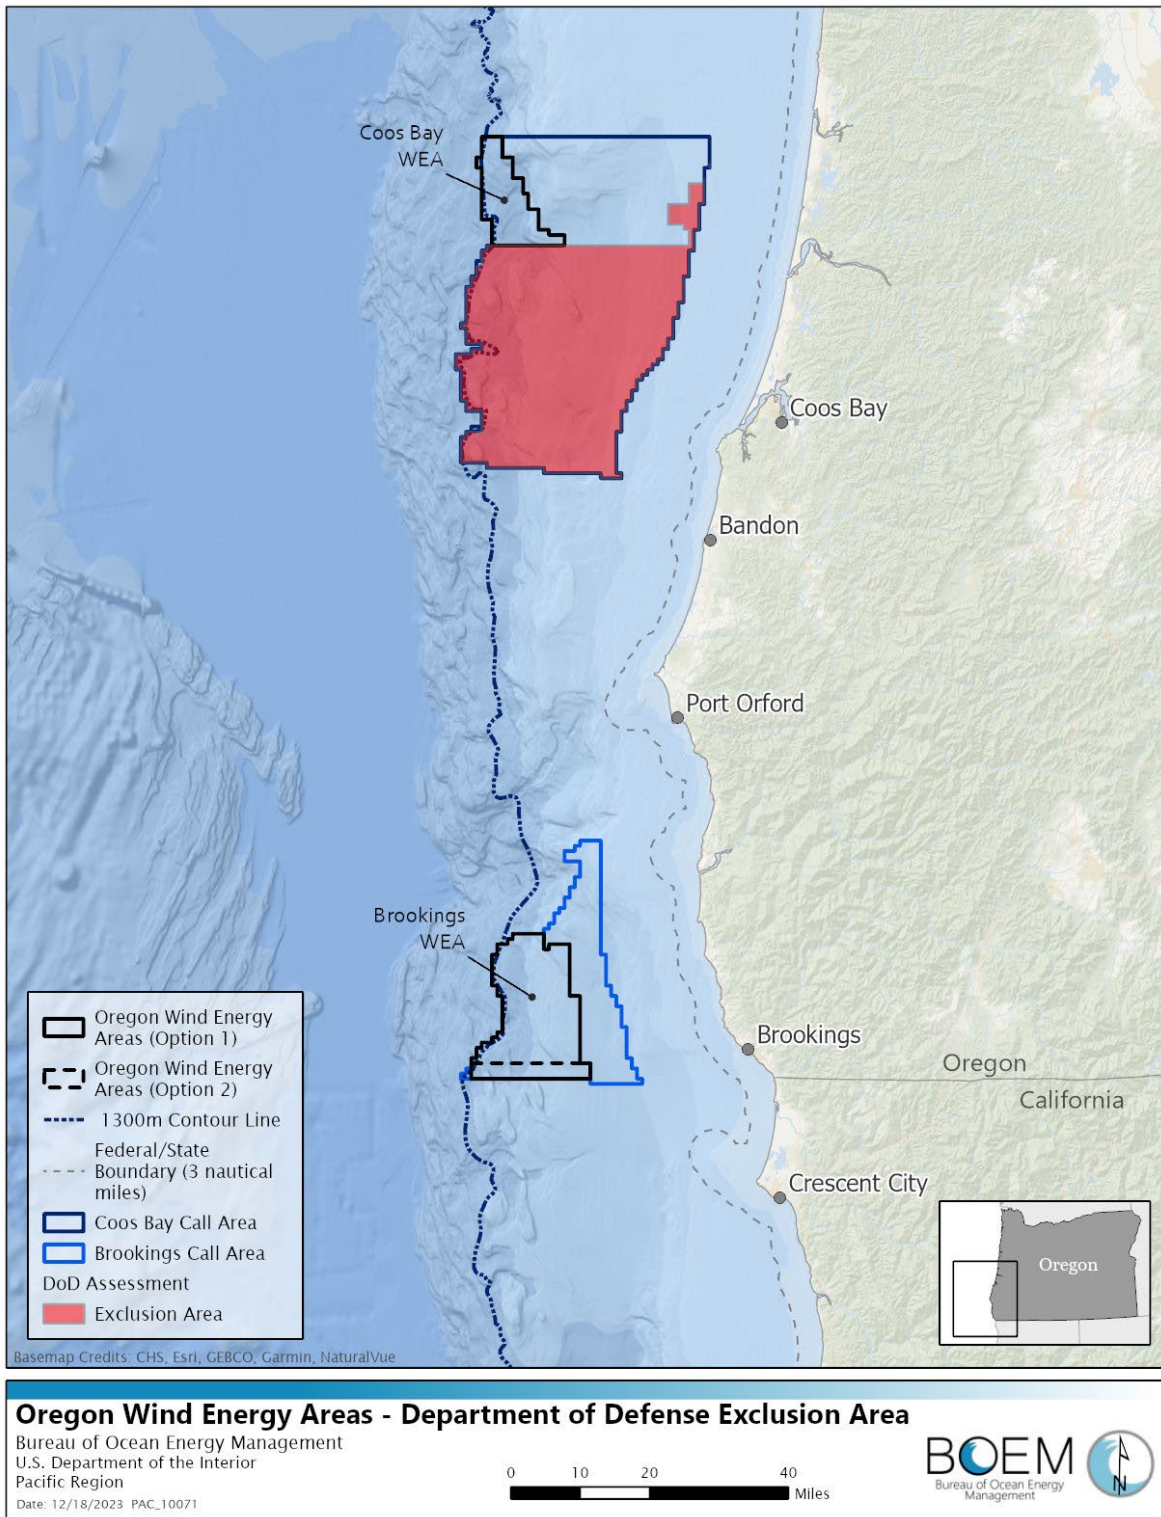 Coos Bay
WEA
Coos Bay
Bandon
Port Orford
Brookings
WEA
Brookings
Oregon
California
Crescent City
Oregon Wind Energy
Areas (Option 1)
Oregon Wind Energy
Areas (Option 2)
1300m Contour Line
Federal/State
Boundary (3 nautical
miles)
Coos Bay Call Area
Brookings Call Area
DoD Assessment
Exclusion Area
Oregon
Basemap Credits: CHS, Esri, GEBCO, Garmin, NaturalVue
Oregon Wind Energy Areas - Department of Defense Exclusion Area
Bureau of Ocean Energy Management
U.S. Department of the Interior
Pacific Region
Date: 12/18/2023 PAC_10071
0 10 20 40
Miles
BOEM
Bureau of Ocean Energy
Management
N